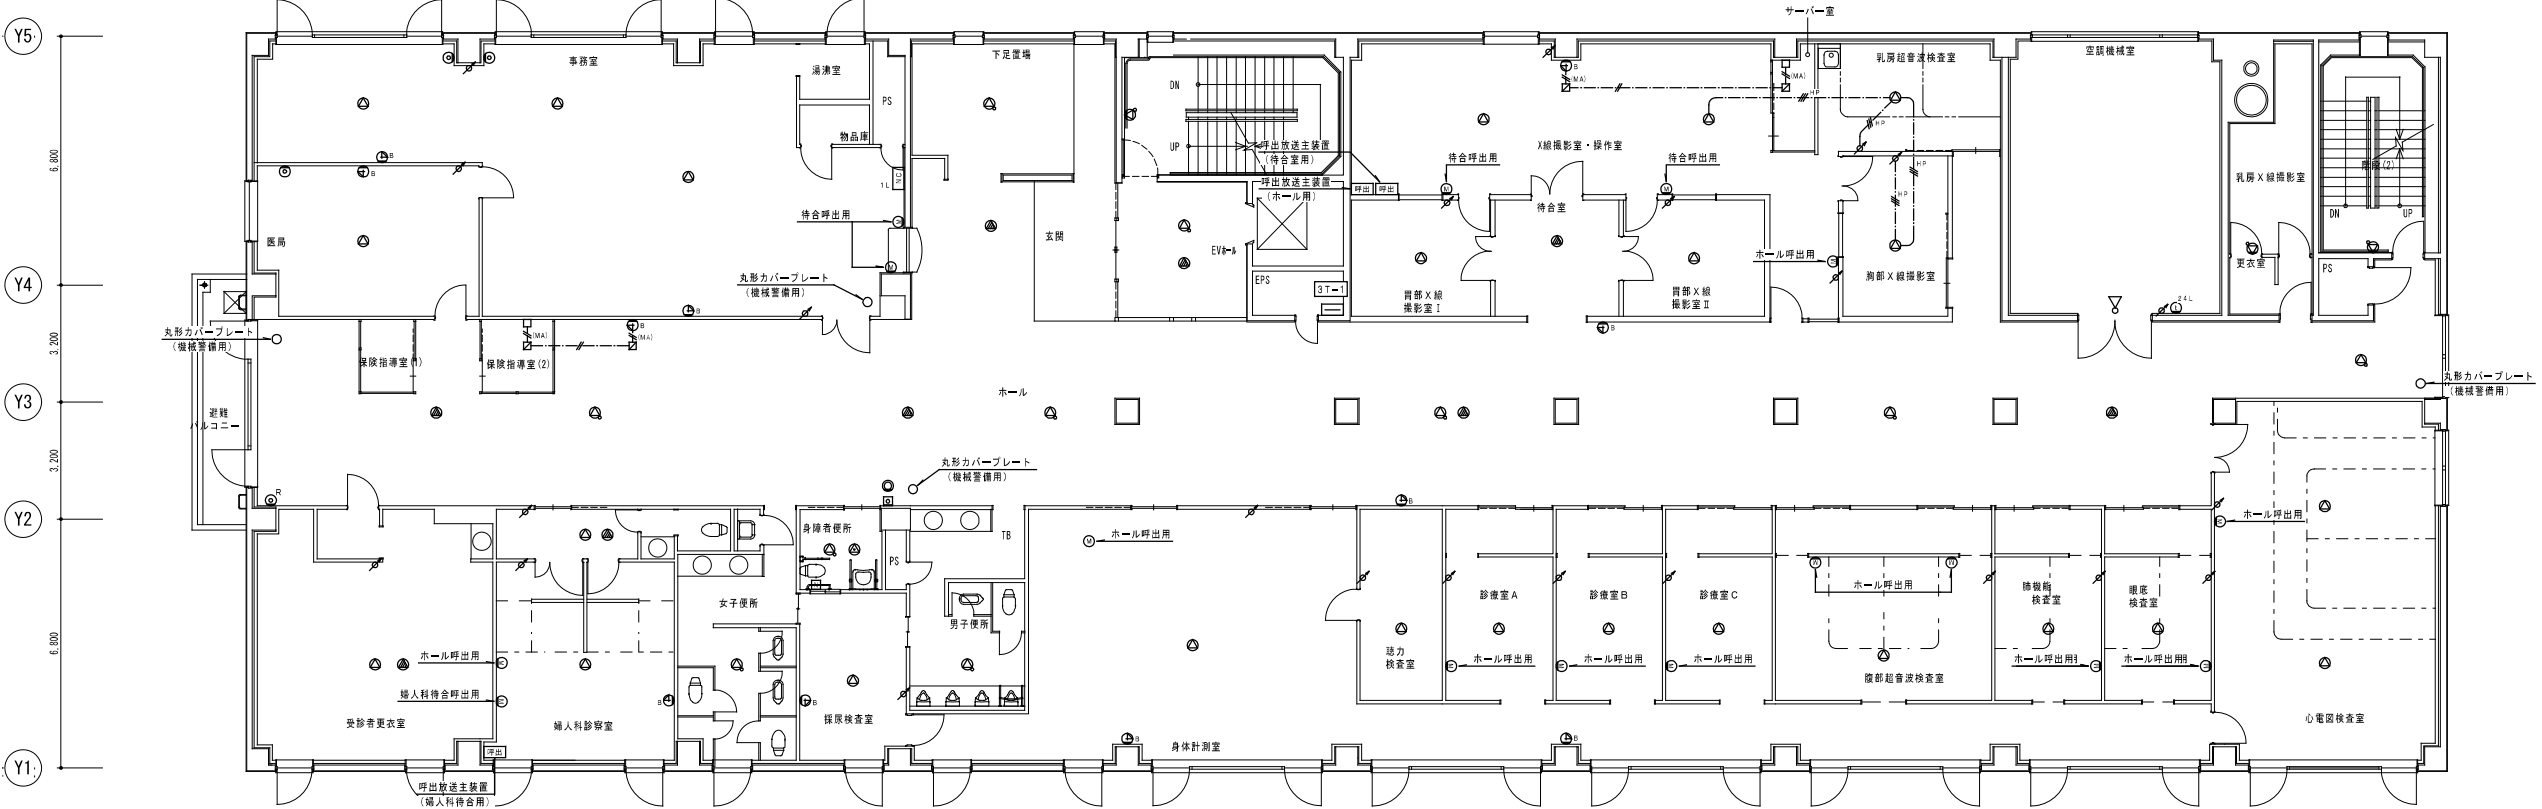 サーバー室
Y5
事務室
下足置場
乳房超音波検査室
空調機械室
湯沸室
DN
B
(MA)
(MA)
PS
HP
物品庫
HP
6,800
UP
呼出放送主装置
(待合室用)
X線撮影室・操作室
待合呼出用
待合呼出用
HP
階段(2)
B
B
NC
1L
呼出放送主装置
(ホール用)
呼出
呼出
M
M
HP
乳房X線撮影室
待合呼出用
M
待合室
DN
UP
医局
玄関
EVホール
ホール呼出用
M
更衣室
PS
M
胸部X線撮影室
Y4
丸形カバープレート
(機械警備用)
EPS
3T-1
胃部X線
撮影室Ⅰ
胃部X線
撮影室Ⅱ
24L
B
丸形カバープレート
(機械警備用)
(MA)
B
(MA)
B
3,200
保険指導室(1)
保険指導室(2)
丸形カバープレート
(機械警備用)
ホール
Y3
避難
バルコニー
3,200
丸形カバープレート
(機械警備用)
R
B
Y2
身障者便所
TB
ホール呼出用
M
ホール呼出用
M
PS
ホール呼出用
M
M
女子便所
診療室A
診療室B
診療室C
肺機能
検査室
眼底
検査室
男子便所
6,800
聴力
検査室
ホール呼出用
M
ホール呼出用
M
ホール呼出用
M
ホール呼出用
M
ホール呼出用
M
ホール呼出用
M
腹部超音波検査室
婦人科待合呼出用
M
B
B
受診者更衣室
婦人科診察室
採尿検査室
心電図検査室
呼出
B
身体計測室
B
Y1
呼出放送主装置
(婦人科待合用)